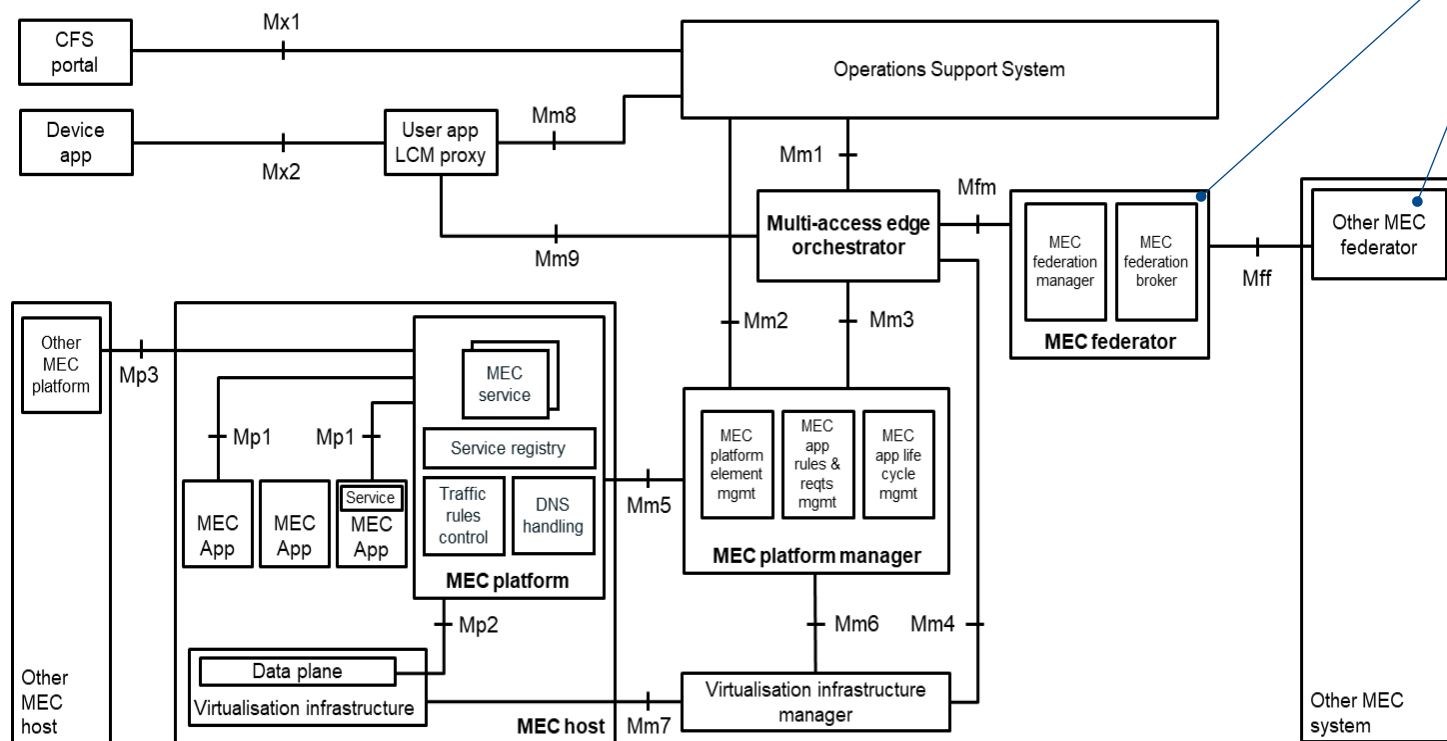 Mx1
CFS
portal
Operations Support System
Device
app
Mx2
User app
LCM proxy
Mm8
Mm1
Mfm
Multi-access edge
orchestrator
Mm9
MEC
federation
manager
MEC
federation
broker
MEC federator
Mff
Other MEC
federator
Other MEC
system
Mm2
Mm3
Other
MEC
platform
Mp3
Other
MEC
host
MEC
service
Mp1
Mp1
Service registry
Traffic
rules
control
DNS
handling
MEC platform
MEC
App
MEC
App
Service
MEC
App
Mm5
MEC
platform
element
mgmt
MEC
app
rules &
reqts
mgmt
MEC
app life
cycle
mgmt
MEC platform manager
Mp2
Mm6
Mm4
Data plane
Virtualisation infrastructure
MEC host
Mm7
Virtualisation infrastructure
manager